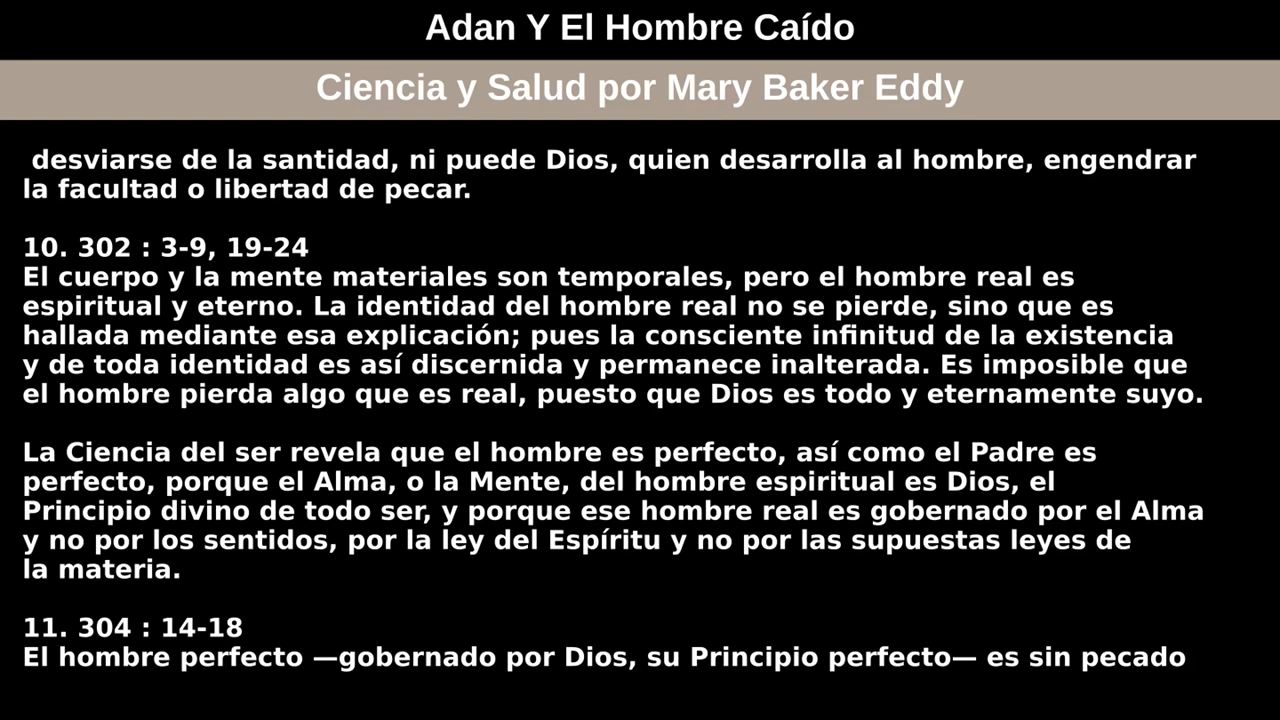 Adan Y El Hombre Caído
Ciencia y Salud por Mary Baker Eddy
desviarse de la santidad, ni puede Dios, quien desarrolla al hombre, engendrar
la facultad o libertad de pecar.
10. 302 : 3-9, 19-24
El cuerpo y la mente materiales son temporales, pero el hombre real es
espiritual y eterno. La identidad del hombre real no se pierde, sino que es
hallada mediante esa explicación; pues la consciente infinitud de la existencia
y de toda identidad es así discernida y permanece inalterada. Es imposible que
el hombre pierda algo que es real, puesto que Dios es todo y eternamente suyo.
La Ciencia del ser revela que el hombre es perfecto, así como el Padre es
perfecto, porque el Alma, o la Mente, del hombre espiritual es Dios, el
Principio divino de todo ser, y porque ese hombre real es gobernado por el Alma
y no por los sentidos, por la ley del Espíritu y no por las supuestas leyes de
la materia.
11. 304 : 14-18
El hombre perfecto —gobernado por Dios, su Principio perfecto— es sin pecado